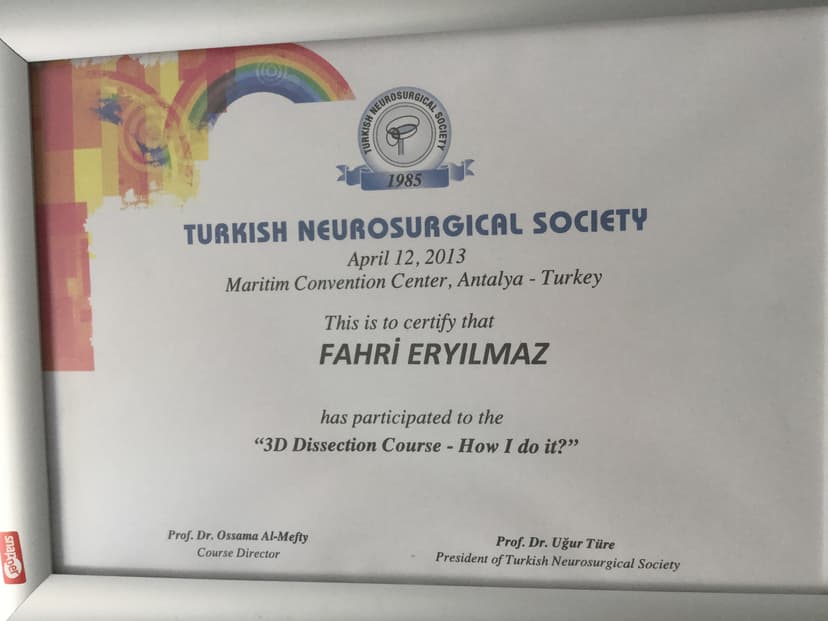 TURKISH NEUROSURGICAL SOCIETY
1985
TURKISH NEUROSURGICAL SOCIETY
April 12, 2013
Maritim Convention Center, Antalya - Turkey
This is to certify that
FAHRİ ERYILMAZ
has participated to the
“3D Dissection Course - How I do it?”
Prof. Dr. Ossama Al-Mefty
Course Director
Prof. Dr. Uğur Türe
President of Turkish Neurosurgical Society